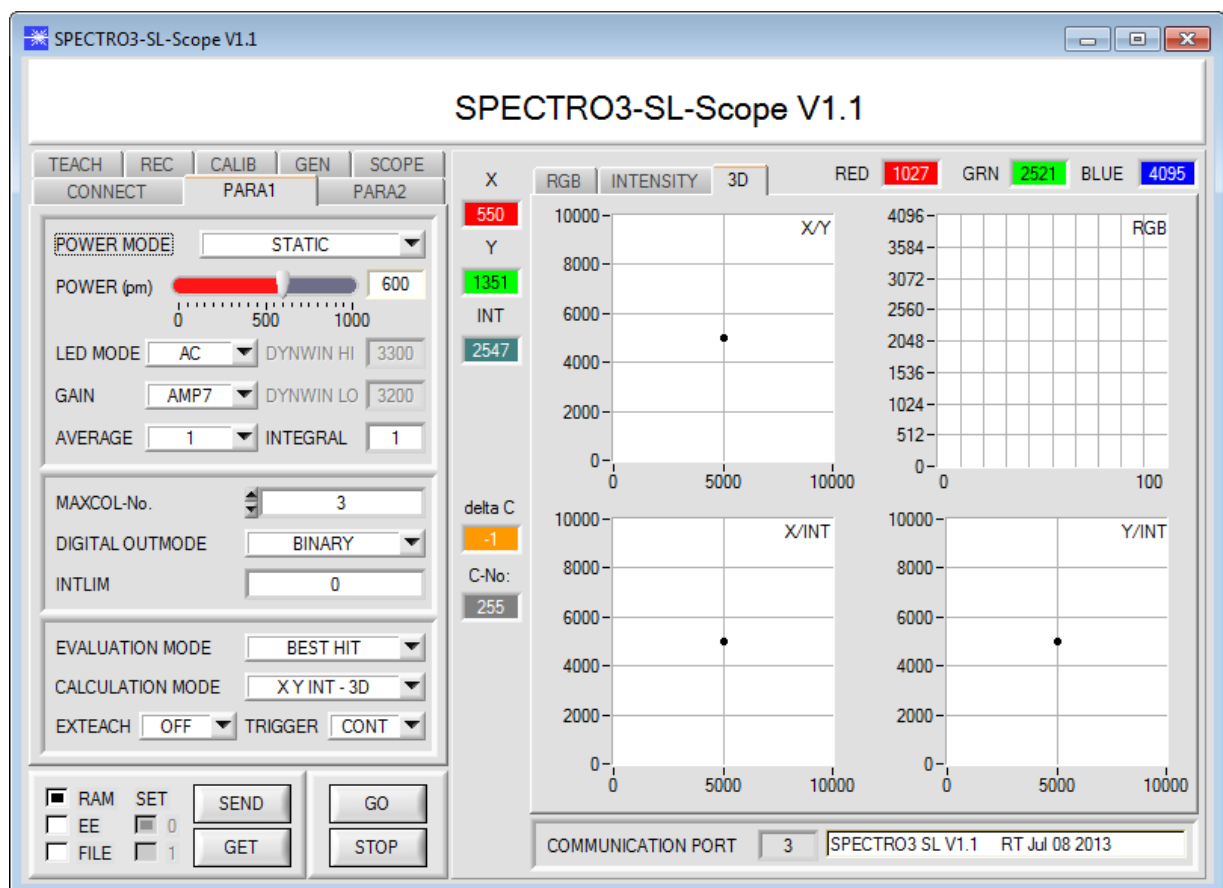 SPECTRO3-SL-Scope V1.1
SPECTRO3-SL-Scope V1.1
TEACH REC CALIB GEN SCOPE
CONNECT PARA1 PARA2
POWER MODE STATIC
POWER (pm) 600
0 500 1000
LED MODE AC DYNWIN HI 3300
GAIN AMP7 DYNWIN LO 3200
AVERAGE 1 INTEGRAL 1
MAXCOL-No. 3
DIGITAL OUTMODE BINARY
INTLIM 0
EVALUATION MODE BEST HIT
CALCULATION MODE X Y INT - 3D
EXTEACH OFF TRIGGER CONT
RAM SET SEND GO
EE 0
FILE 1 GET STOP
X
550
Y
1351
INT
2547
delta C
-1
C-No:
255
RGB INTENSITY 3D RED 1027 GRN 2521 BLUE 4095
X/Y
10000
8000
6000
4000
2000
0
0 5000 10000
RGB
4096
3584
3072
2560
2048
1536
1024
512
0
0 100
X/INT
10000
8000
6000
4000
2000
0
0 5000 10000
Y/INT
10000
8000
6000
4000
2000
0
0 5000 10000
COMMUNICATION PORT 3 SPECTRO3 SL V1.1 RT Jul 08 2013